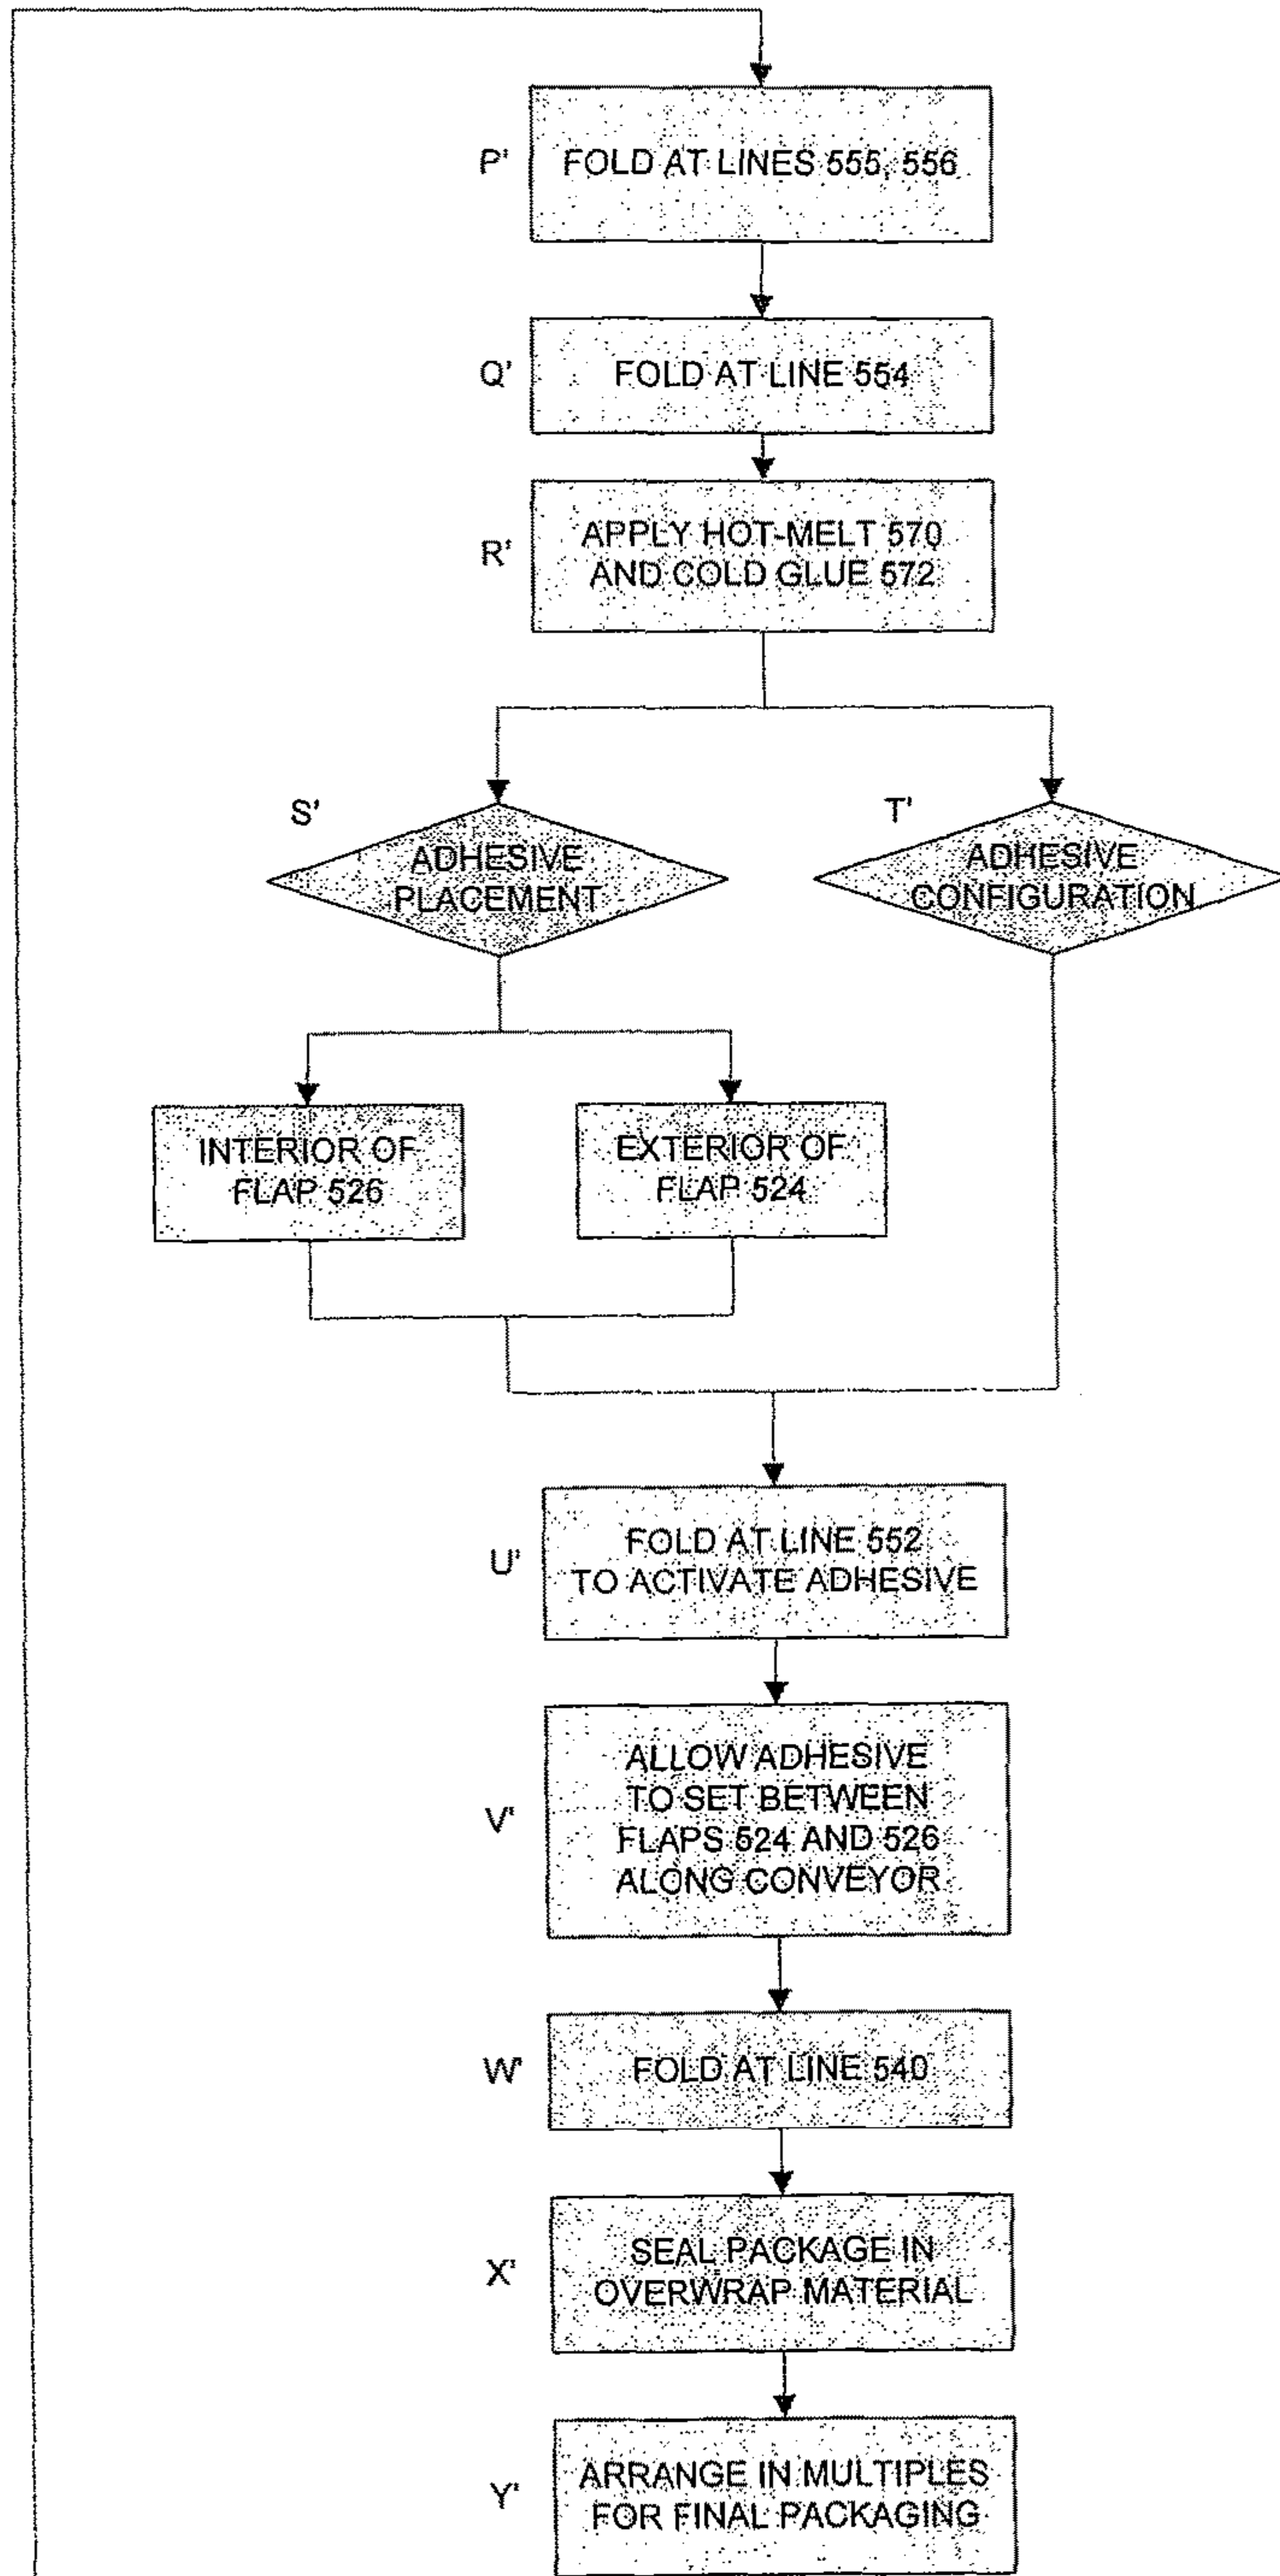 P'
FOLD AT LINES 555, 556
Q'
FOLD AT LINE 554
R'
APPLY HOT-MELT 570
AND COLD GLUE 572
S'
ADHESIVE
PLACEMENT
T'
ADHESIVE
CONFIGURATION
INTERIOR OF
FLAP 526
EXTERIOR OF
FLAP 524
U'
FOLD AT LINE 552
TO ACTIVATE ADHESIVE
V'
ALLOW ADHESIVE
TO SET BETWEEN
FLAPS 524 AND 526
ALONG CONVEYOR
W'
FOLD AT LINE 540
X'
SEAL PACKAGE IN
OVERWRAP MATERIAL
Y'
ARRANGE IN MULTIPLES
FOR FINAL PACKAGING